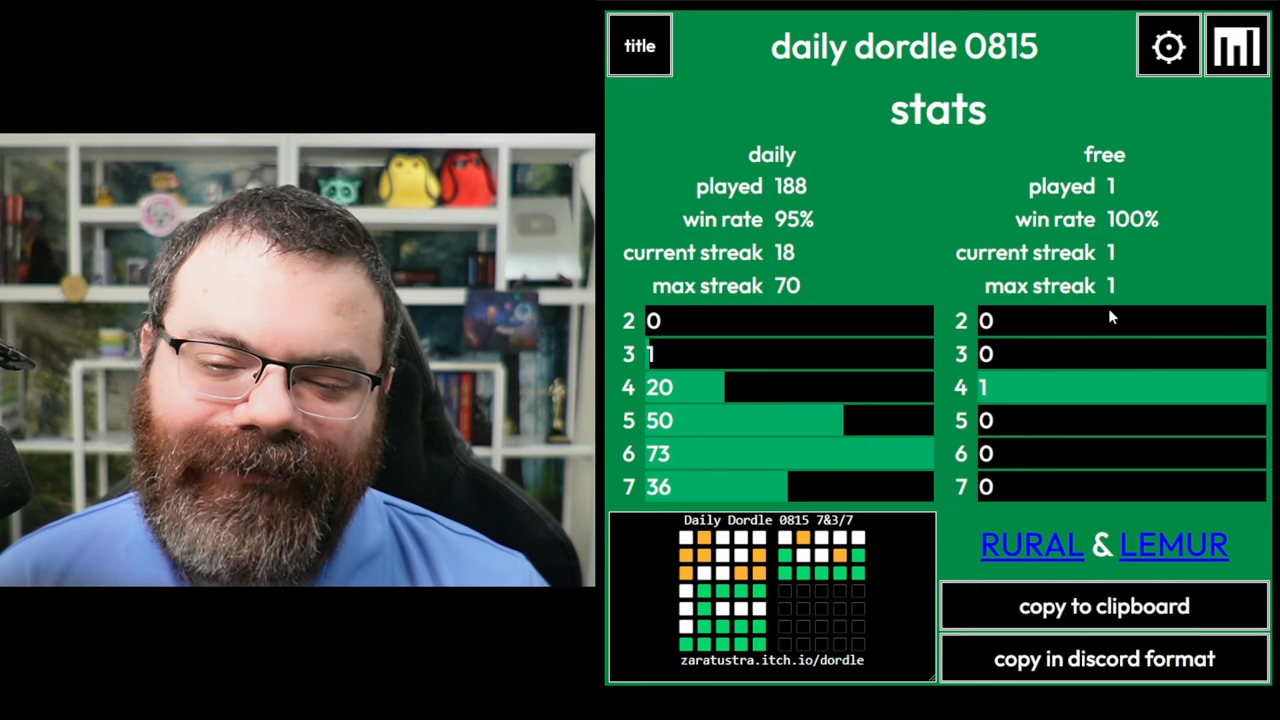 title
daily dordle 0815
stats
daily
played 188
win rate 95%
current streak 18
max streak 70
2 0
3 1
4 20
5 50
6 73
7 36
free
played 1
win rate 100%
current streak 1
max streak 1
2 0
3 0
4 1
5 0
6 0
7 0
Daily Dordle 0815 7&3/7
zaratustra.itch.io/dordle
RURAL & LEMUR
copy to clipboard
copy in discord format